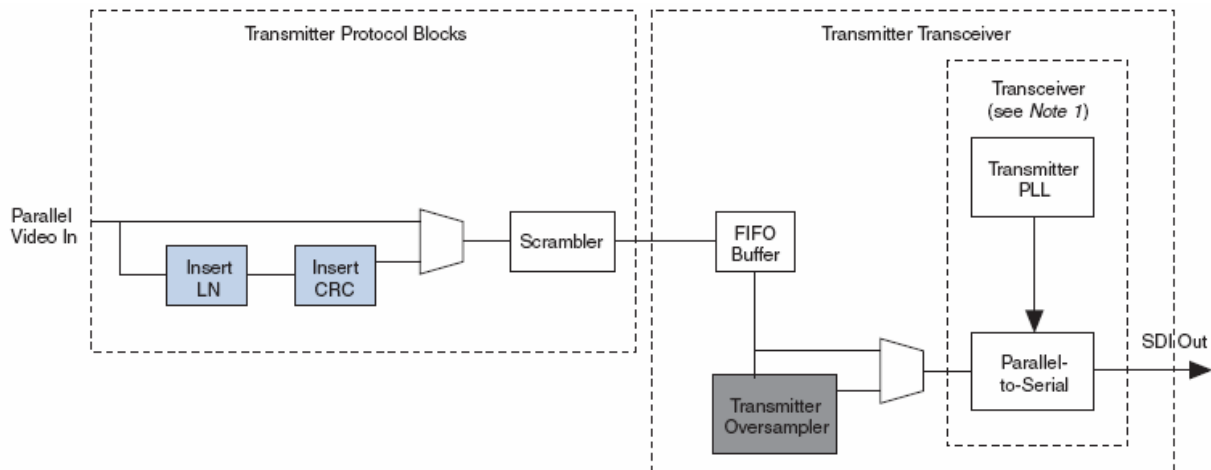 Transmitter Protocol Blocks
Transmitter Transceiver
Transceiver
(see Note 1)
Transmitter
PLL
Parallel
Video In
Insert
LN
Insert
CRC
Scrambler
FIFO
Buffer
Transmitter
Oversampler
Parallel-
to-Serial
SDI Out